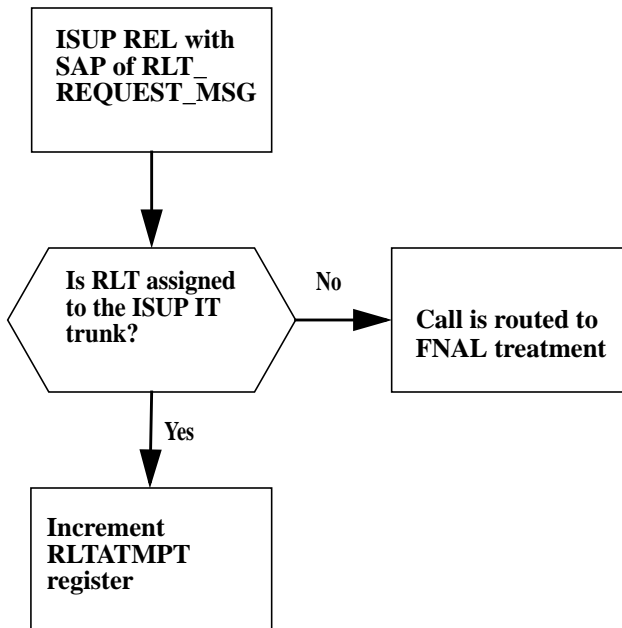 ISUP REL with
SAP of RLT_
REQUEST_MSG
Is RLT assigned
to the ISUP IT
trunk?
No
Call is routed to
FNAL treatment
Yes
Increment
RLTATMPT
register